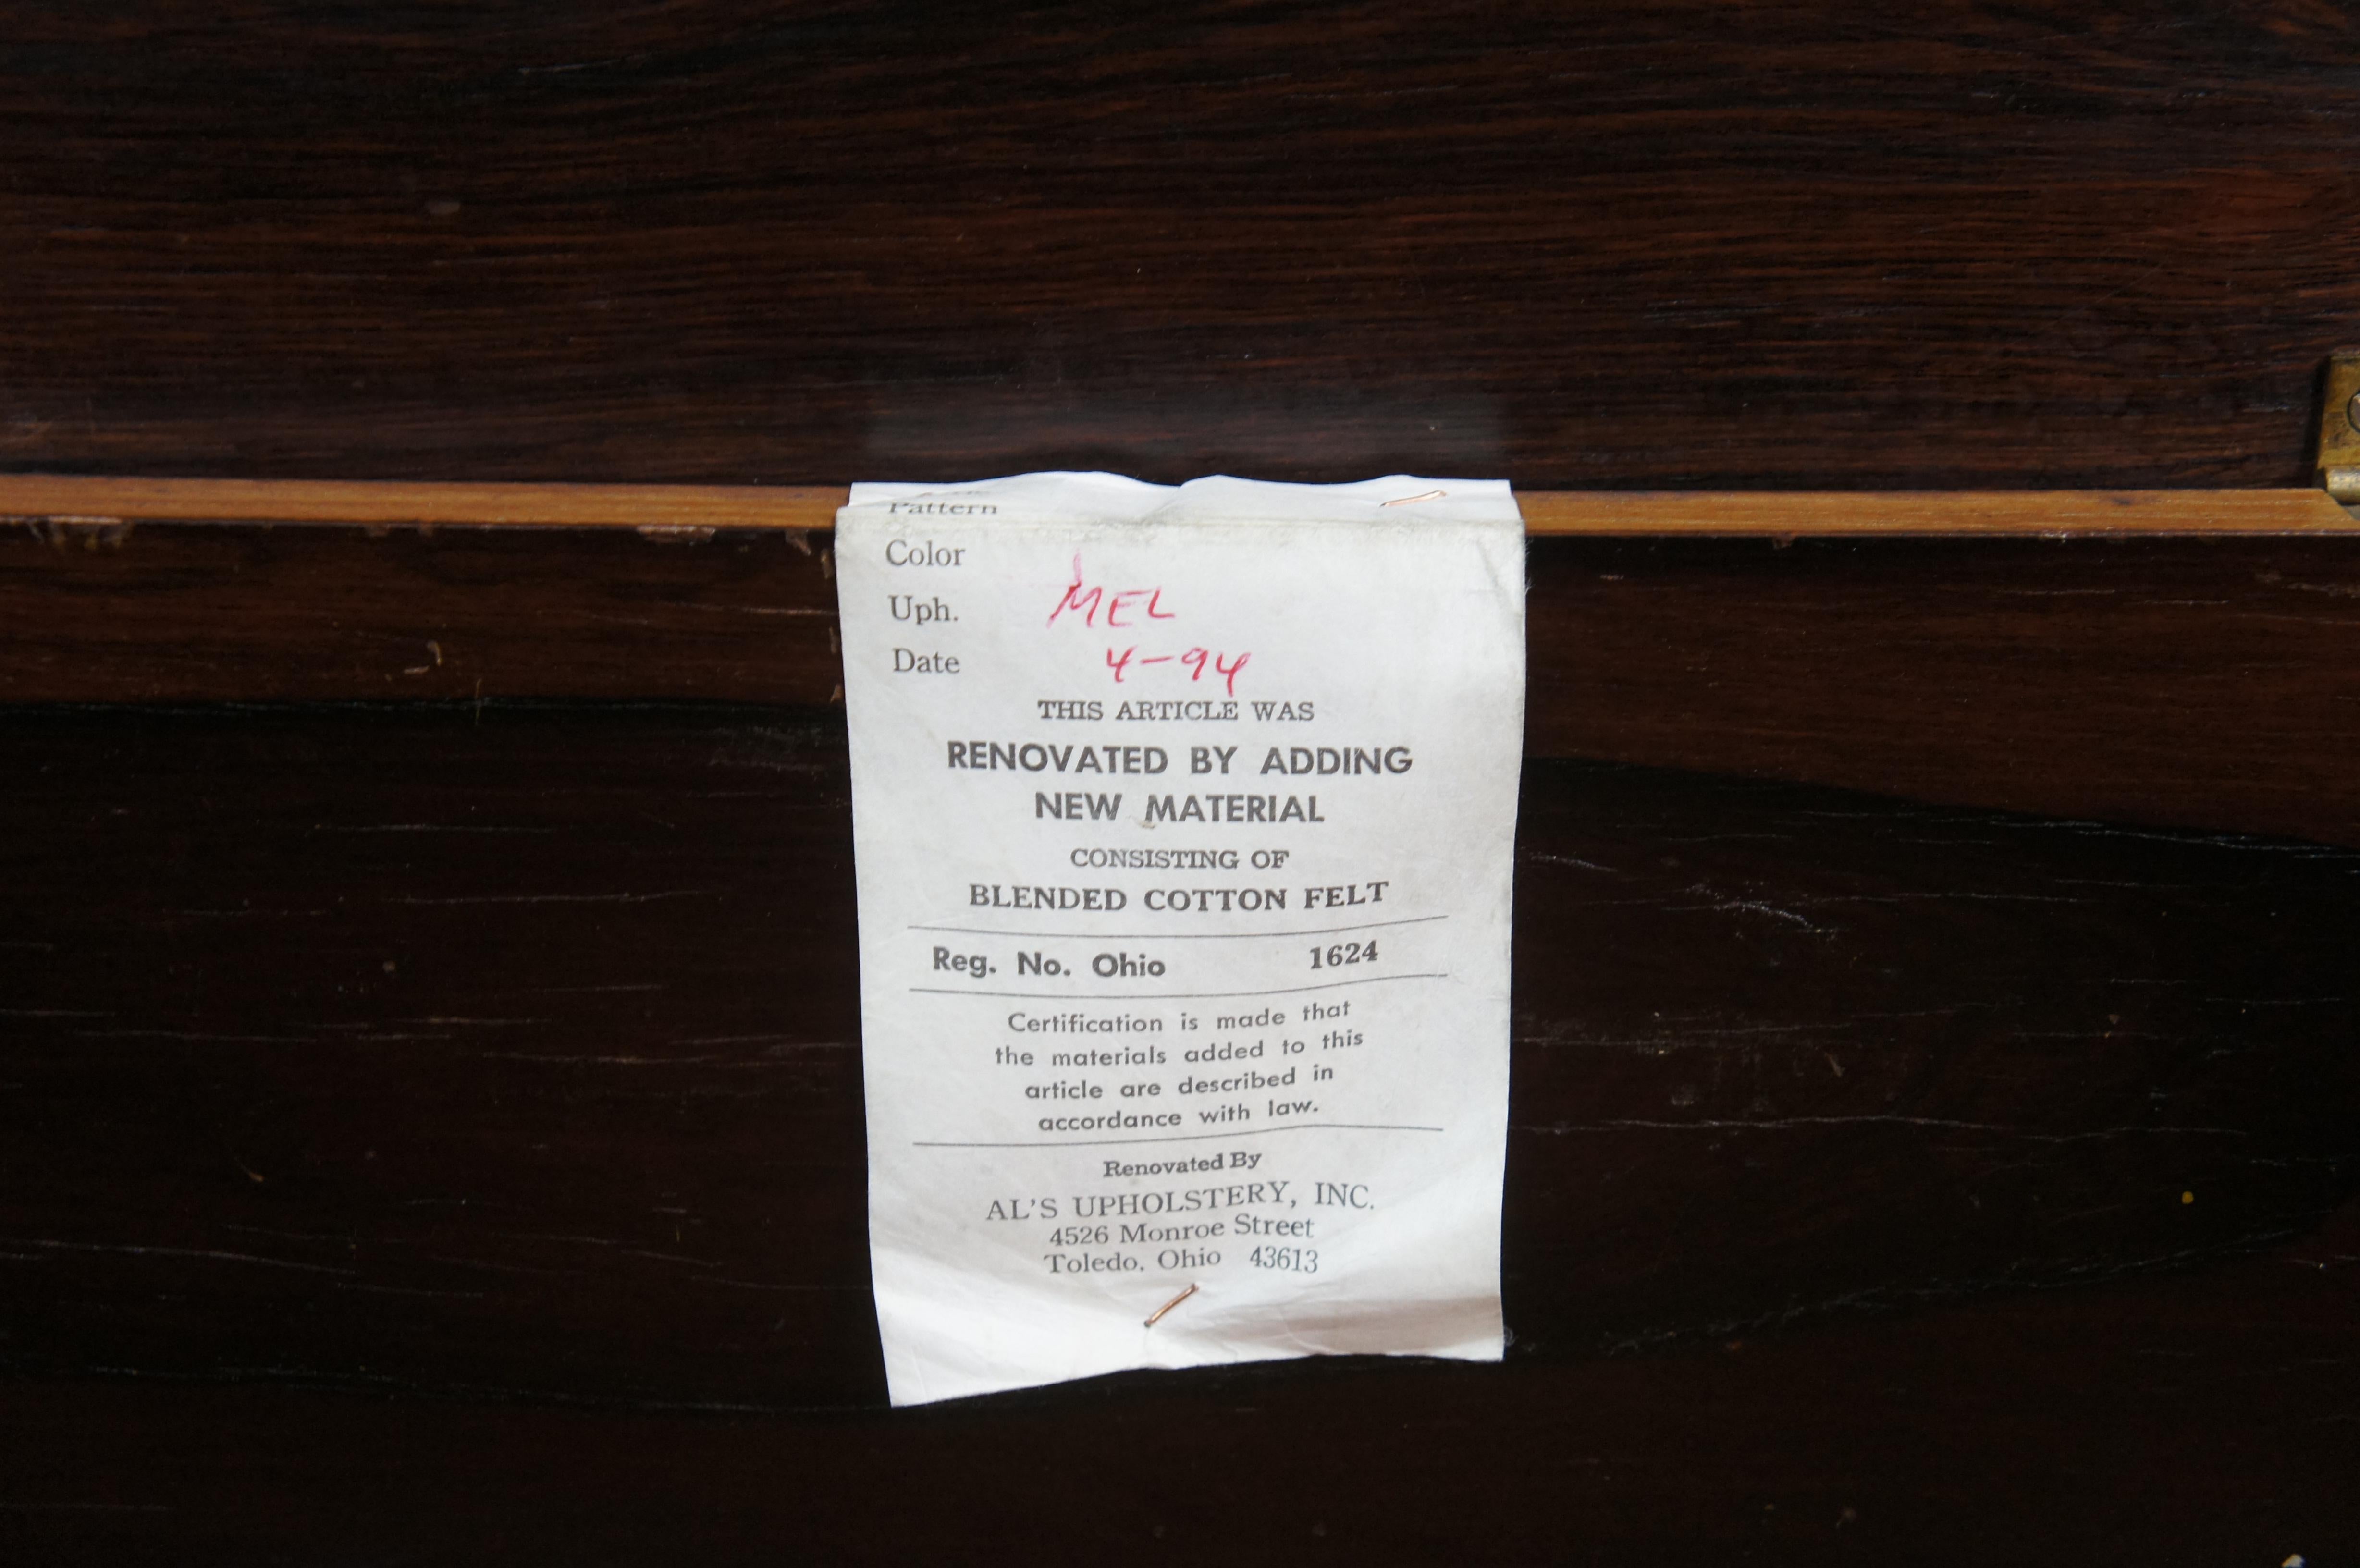 Pattern
Color
Uph. MEL
Date 4-94
THIS ARTICLE WAS
RENOVATED BY ADDING
NEW MATERIAL
CONSISTING OF
BLENDED COTTON FELT
Reg. No. Ohio 1624
Certification is made that
the materials added to this
article are described in
accordance with law.
Renovated By
AL'S UPHOLSTERY, INC.
4526 Monroe Street
Toledo, Ohio 43613